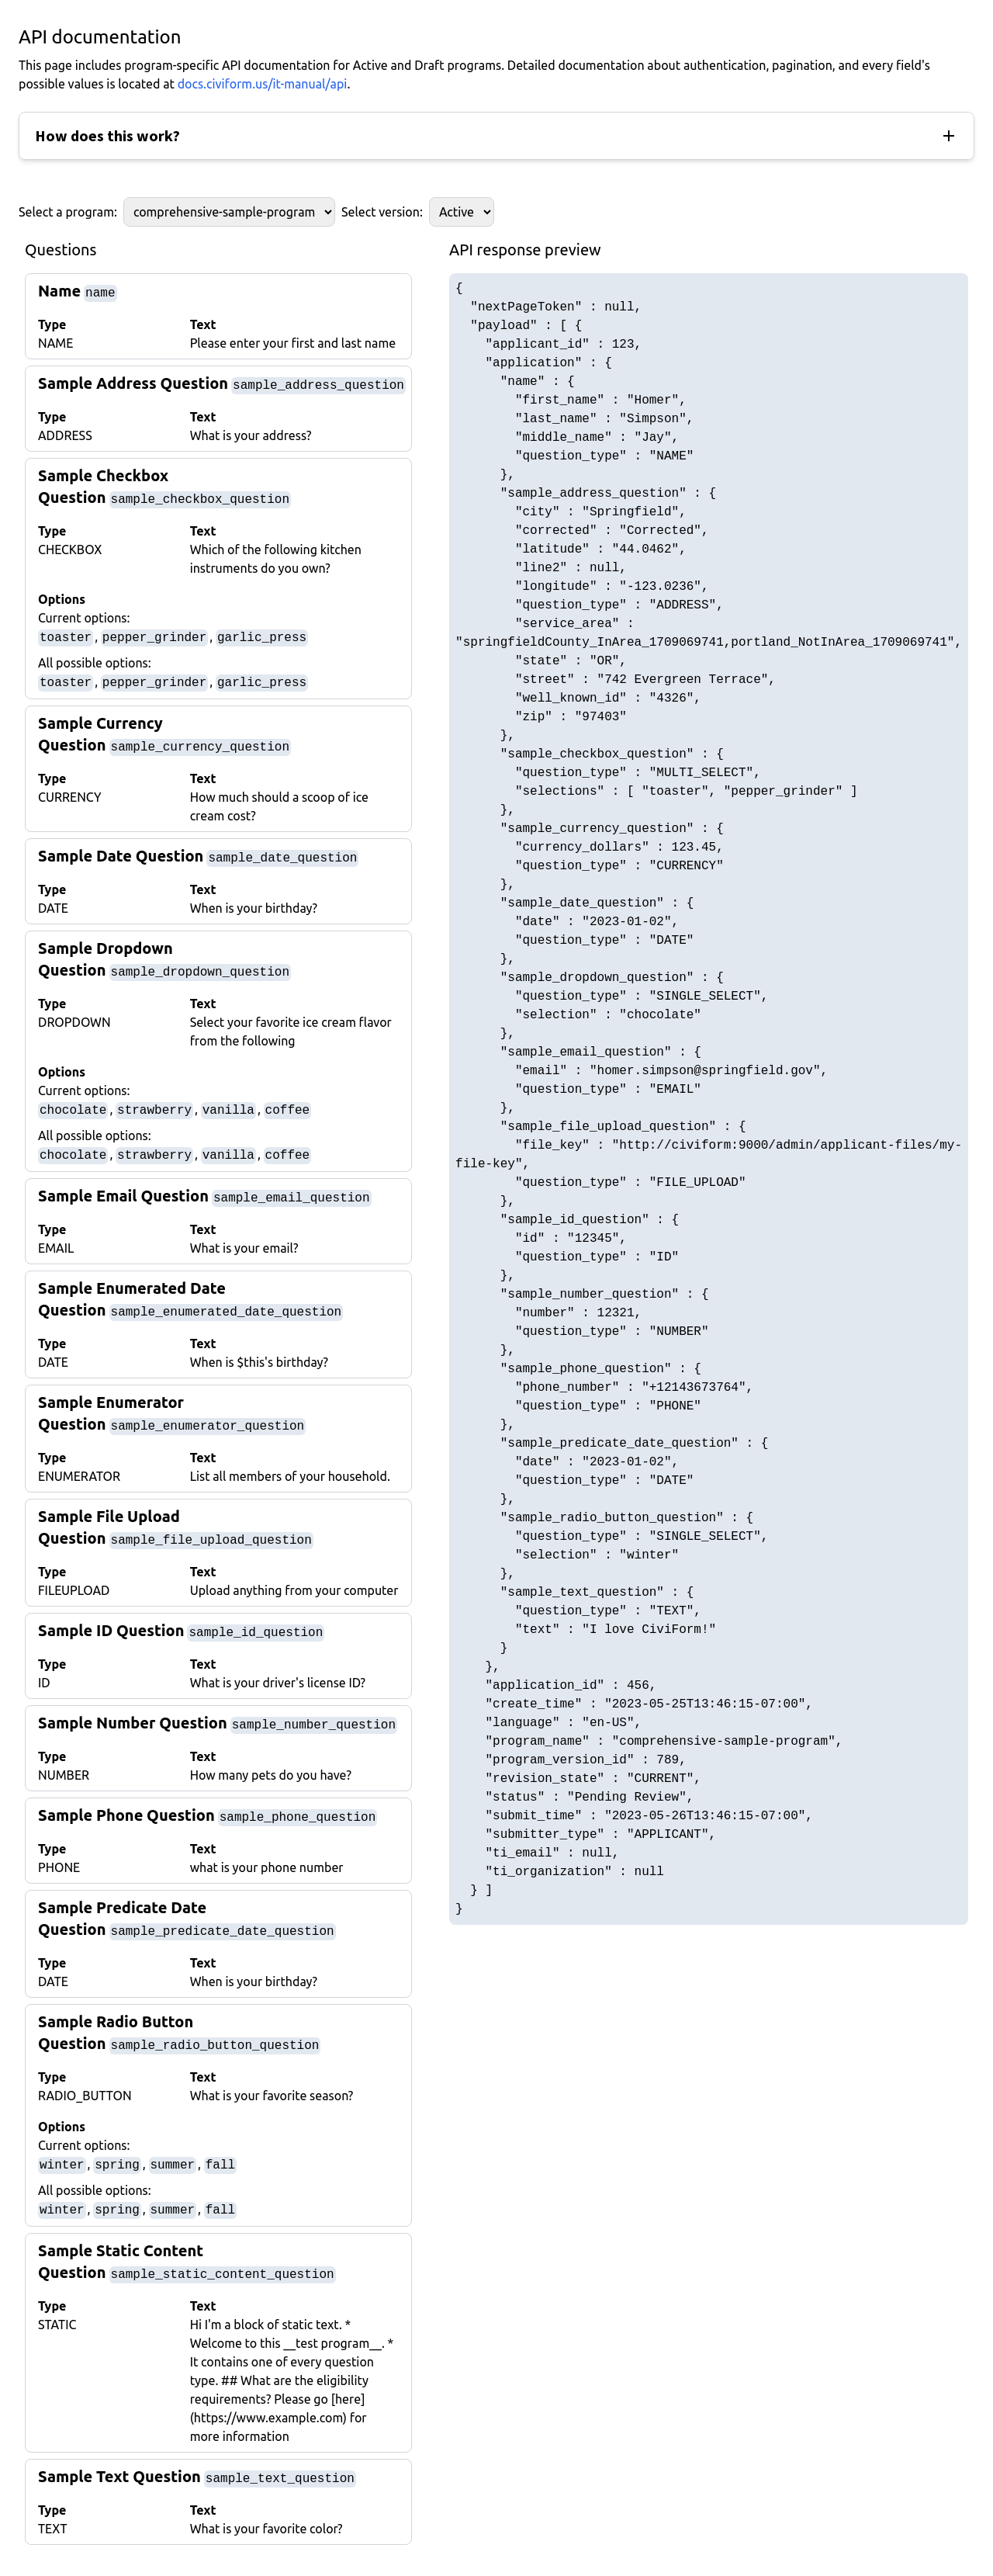 API documentation
This page includes program-specific API documentation for Active and Draft programs. Detailed documentation about authentication, pagination, and every field's
possible values is located at docs.civiform.us/it-manual/api.
How does this work?
Select a program: comprehensive-sample-program Select version: Active
Questions
Name name
Type Text
NAME Please enter your first and last name
Sample Address Question sample_address_question
Type Text
ADDRESS What is your address?
Sample Checkbox
Question sample_checkbox_question
Type Text
CHECKBOX Which of the following kitchen
instruments do you own?
Options
Current options:
toaster, pepper_grinder, garlic_press
All possible options:
toaster, pepper_grinder, garlic_press
Sample Currency
Question sample_currency_question
Type Text
CURRENCY How much should a scoop of ice
cream cost?
Sample Date Question sample_date_question
Type Text
DATE When is your birthday?
Sample Dropdown
Question sample_dropdown_question
Type Text
DROPDOWN Select your favorite ice cream flavor
from the following
Options
Current options:
chocolate, strawberry, vanilla, coffee
All possible options:
chocolate, strawberry, vanilla, coffee
Sample Email Question sample_email_question
Type Text
EMAIL What is your email?
Sample Enumerated Date
Question sample_enumerated_date_question
Type Text
DATE When is $this's birthday?
Sample Enumerator
Question sample_enumerator_question
Type Text
ENUMERATOR List all members of your household.
Sample File Upload
Question sample_file_upload_question
Type Text
FILEUPLOAD Upload anything from your computer
Sample ID Question sample_id_question
Type Text
ID What is your driver's license ID?
Sample Number Question sample_number_question
Type Text
NUMBER How many pets do you have?
Sample Phone Question sample_phone_question
Type Text
PHONE what is your phone number
Sample Predicate Date
Question sample_predicate_date_question
Type Text
DATE When is your birthday?
Sample Radio Button
Question sample_radio_button_question
Type Text
RADIO_BUTTON What is your favorite season?
Options
Current options:
winter, spring, summer, fall
All possible options:
winter, spring, summer, fall
Sample Static Content
Question sample_static_content_question
Type Text
STATIC Hi I'm a block of static text. *
Welcome to this __test program__. *
It contains one of every question
type. ## What are the eligibility
requirements? Please go [here]
(https://www.example.com) for
more information
Sample Text Question sample_text_question
Type Text
TEXT What is your favorite color?
API response preview
{
"nextPageToken" : null,
"payload" : [ {
"applicant_id" : 123,
"application" : {
"name" : {
"first_name" : "Homer",
"last_name" : "Simpson",
"middle_name" : "Jay",
"question_type" : "NAME"
},
"sample_address_question" : {
"city" : "Springfield",
"corrected" : "Corrected",
"latitude" : "44.0462",
"line2" : null,
"longitude" : "-123.0236",
"question_type" : "ADDRESS",
"service_area" :
"springfieldCounty_InArea_1709069741,portland_NotInArea_1709069741",
"state" : "OR",
"street" : "742 Evergreen Terrace",
"well_known_id" : "4326",
"zip" : "97403"
},
"sample_checkbox_question" : {
"question_type" : "MULTI_SELECT",
"selections" : [ "toaster", "pepper_grinder" ]
},
"sample_currency_question" : {
"currency_dollars" : 123.45,
"question_type" : "CURRENCY"
},
"sample_date_question" : {
"date" : "2023-01-02",
"question_type" : "DATE"
},
"sample_dropdown_question" : {
"question_type" : "SINGLE_SELECT",
"selection" : "chocolate"
},
"sample_email_question" : {
"email" : "homer.simpson@springfield.gov",
"question_type" : "EMAIL"
},
"sample_file_upload_question" : {
"file_key" : "http://civiform:9000/admin/applicant-files/my-
file-key",
"question_type" : "FILE_UPLOAD"
},
"sample_id_question" : {
"id" : "12345",
"question_type" : "ID"
},
"sample_number_question" : {
"number" : 12321,
"question_type" : "NUMBER"
},
"sample_phone_question" : {
"phone_number" : "+12143673764",
"question_type" : "PHONE"
},
"sample_predicate_date_question" : {
"date" : "2023-01-02",
"question_type" : "DATE"
},
"sample_radio_button_question" : {
"question_type" : "SINGLE_SELECT",
"selection" : "winter"
},
"sample_text_question" : {
"question_type" : "TEXT",
"text" : "I love CiviForm!"
}
},
"application_id" : 456,
"create_time" : "2023-05-25T13:46:15-07:00",
"language" : "en-US",
"program_name" : "comprehensive-sample-program",
"program_version_id" : 789,
"revision_state" : "CURRENT",
"status" : "Pending Review",
"submit_time" : "2023-05-26T13:46:15-07:00",
"submitter_type" : "APPLICANT",
"ti_email" : null,
"ti_organization" : null
} ]
}